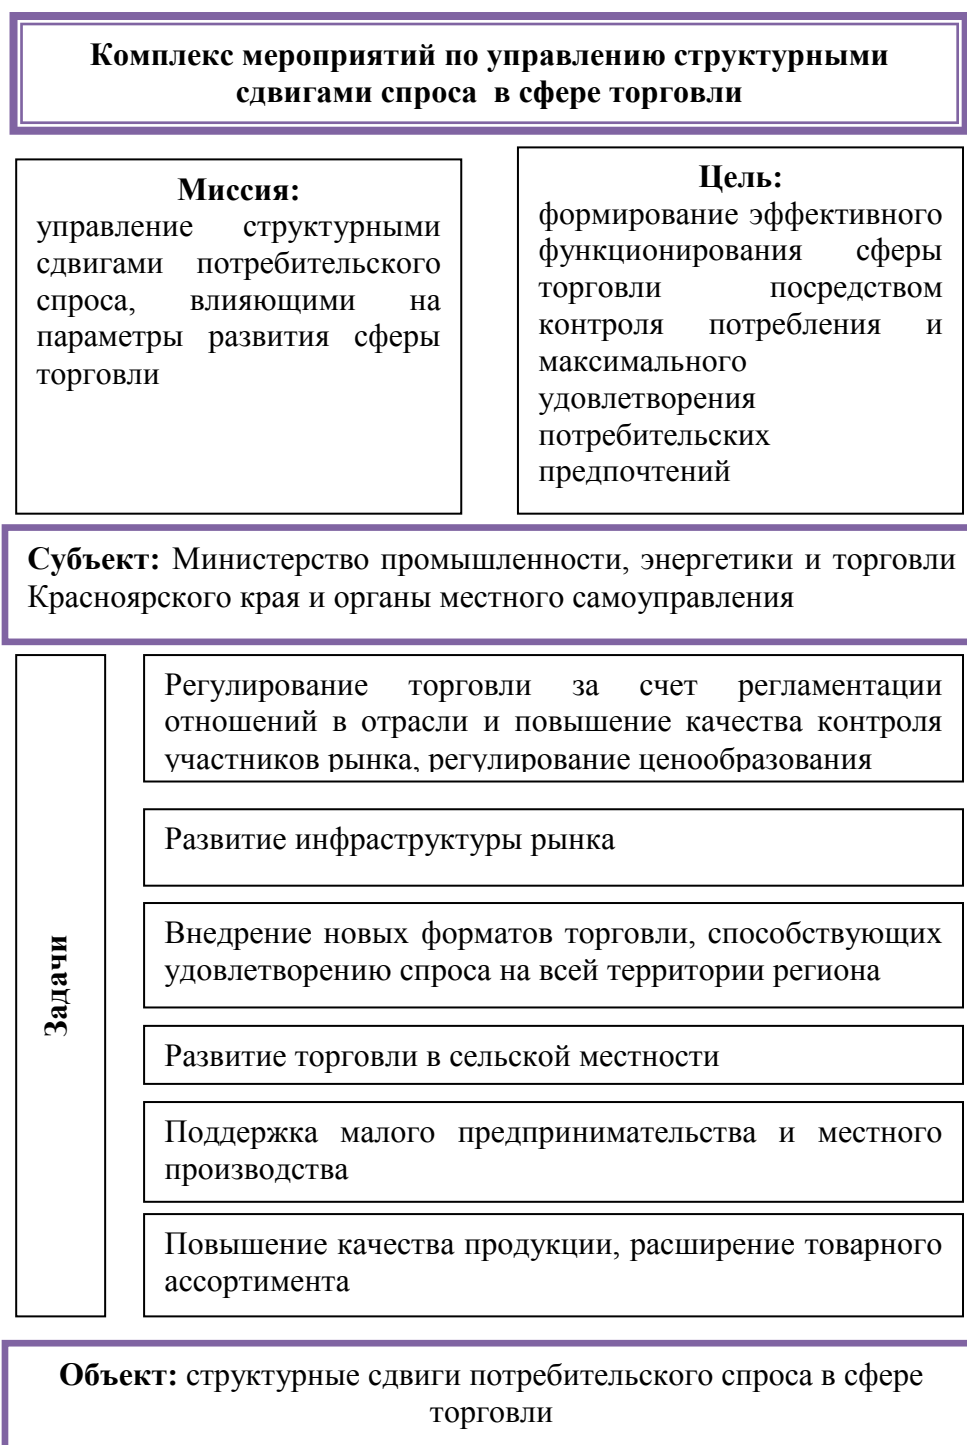 Комплекс мероприятий по управлению структурными
сдвигами спроса в сфере торговли
Миссия:
управление структурными
сдвигами потребительского
спроса, влияющими на
параметры развития сферы
торговли
Цель:
формирование эффективного
функционирования сферы
торговли посредством
контроля потребления и
максимального
удовлетворения
потребительских
предпочтений
Субъект: Министерство промышленности, энергетики и торговли
Красноярского края и органы местного самоуправления
Задачи
Регулирование торговли за счет регламентации
отношений в отрасли и повышение качества контроля
участников рынка, регулирование ценообразования
Развитие инфраструктуры рынка
Внедрение новых форматов торговли, способствующих
удовлетворению спроса на всей территории региона
Развитие торговли в сельской местности
Поддержка малого предпринимательства и местного
производства
Повышение качества продукции, расширение товарного
ассортимента
Объект: структурные сдвиги потребительского спроса в сфере
торговли